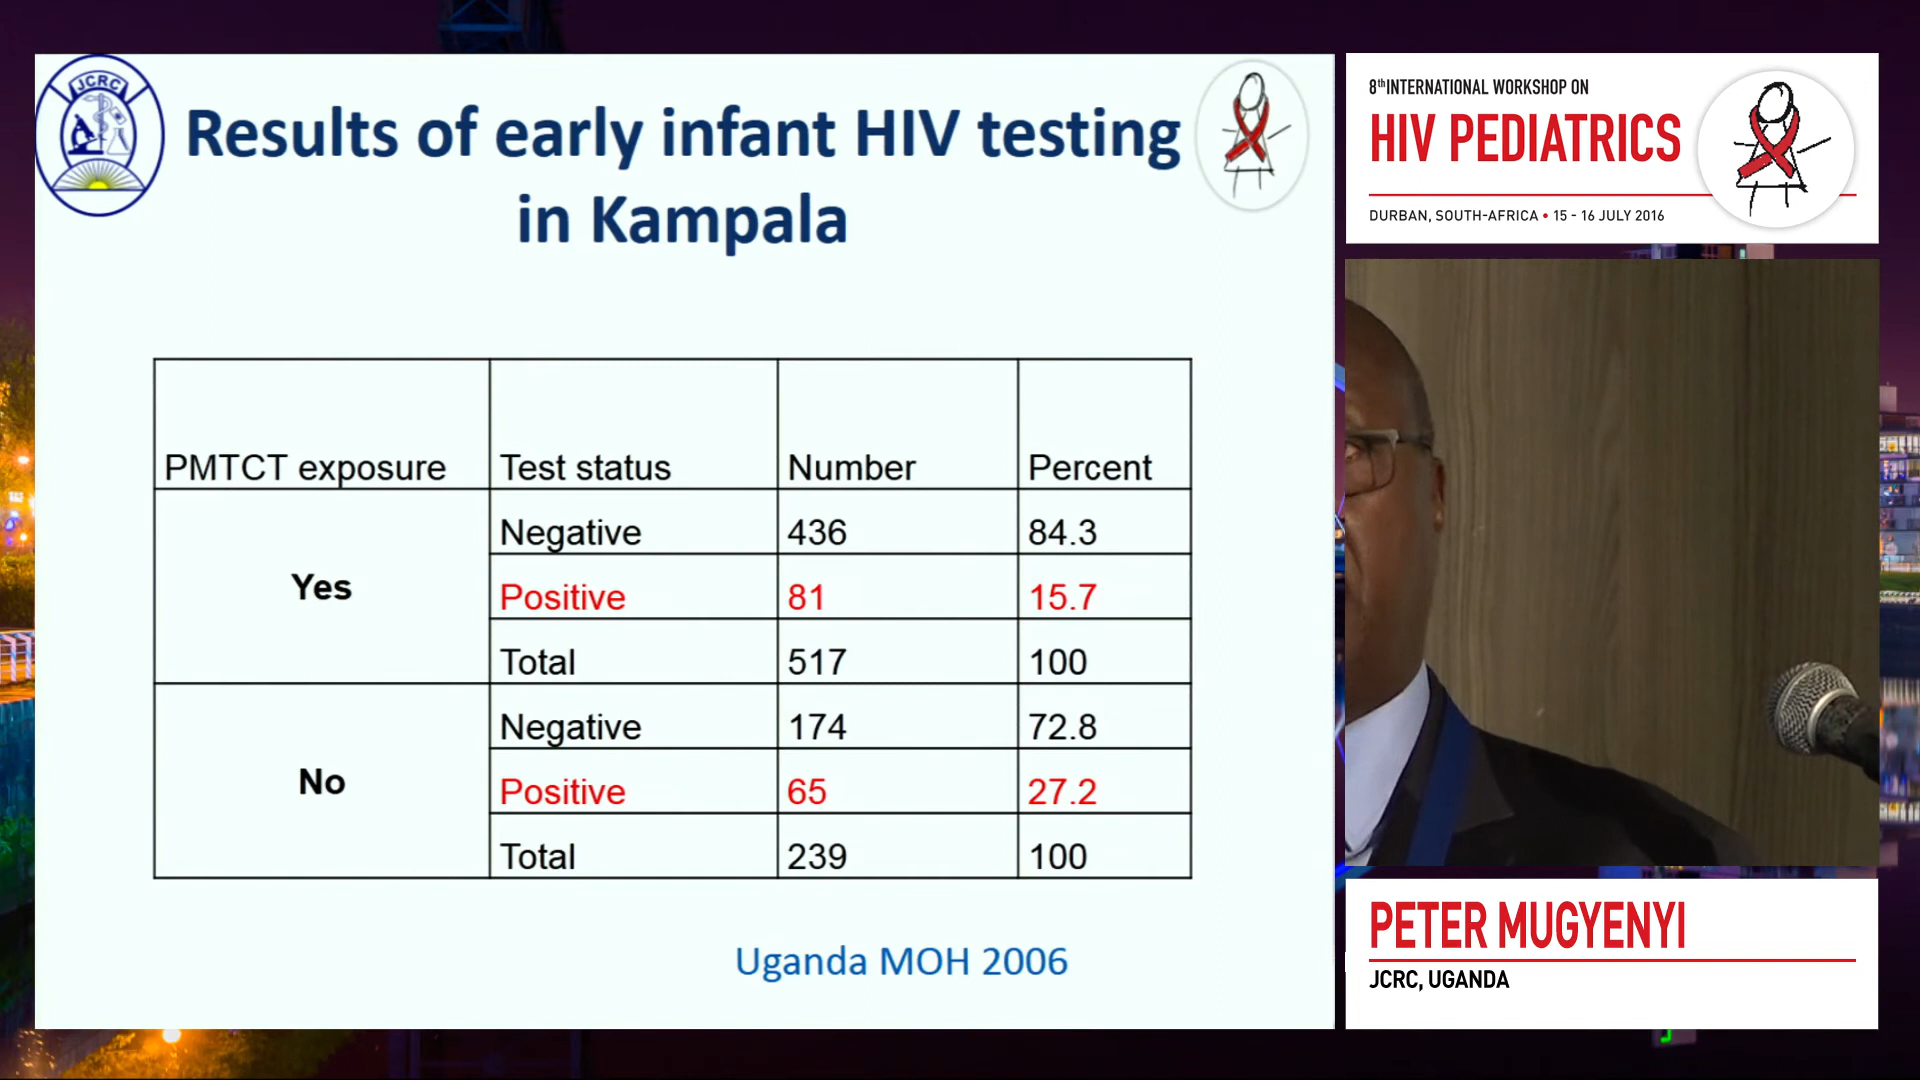 JCRC
Results of early infant HIV testing
in Kampala
PMTCT exposure Test status Number Percent
Yes
Negative 436 84.3
Positive 81 15.7
Total 517 100
No
Negative 174 72.8
Positive 65 27.2
Total 239 100
Uganda MOH 2006
8th INTERNATIONAL WORKSHOP ON
HIV PEDIATRICS
DURBAN, SOUTH-AFRICA • 15 - 16 JULY 2016
PETER MUGYENYI
JCRC, UGANDA